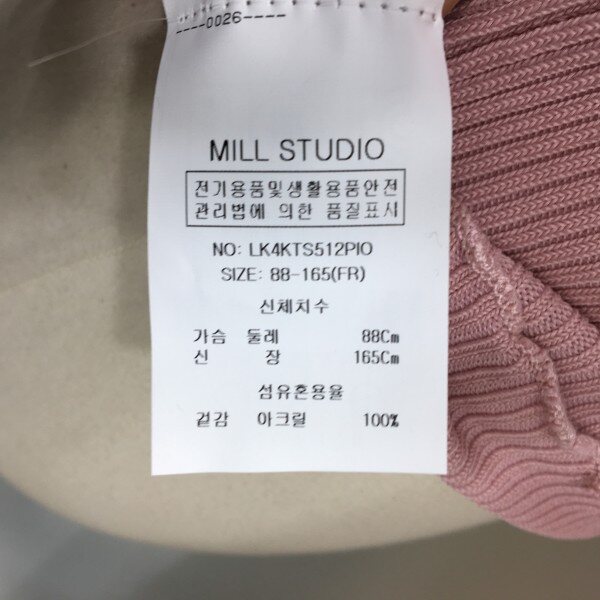 ----0026----
MILL STUDIO
전기용품및생활용품안전
관리법에 의한 품질표시
NO: LK4KTS512PIO
SIZE: 88-165(FR)
신체치수
가슴 둘레 88Cm
신 장 165Cm
섬유혼용율
겉감 아크릴 100%